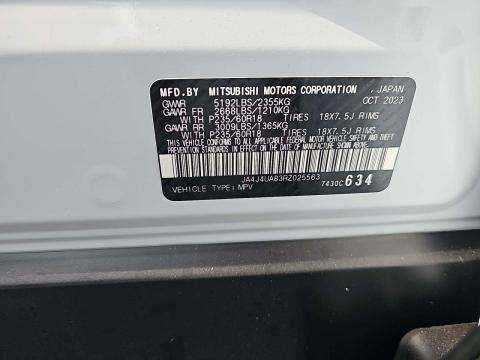 MFD.BY MITSUBISHI MOTORS CORPORATION, JAPAN
GVWR 5192LBS/2355KG OCT 2023
GAWR FR 2668LBS/1210KG
WITH P235/60R18 TIRES 18X7.5J RIMS
GAWR RR 3009LBS/1365KG
WITH P235/60R18 TIRES 18X7.5J RIMS
THIS VEHICLE CONFORMS TO ALL APPLICABLE
FEDERAL MOTOR VEHICLE SAFETY AND THEFT
PREVENTION STANDARDS IN EFFECT ON THE DATE
OF MANUFACTURE SHOWN ABOVE.
JA4J4UA83RZ025563
VEHICLE TYPE:MPV 7430C 634